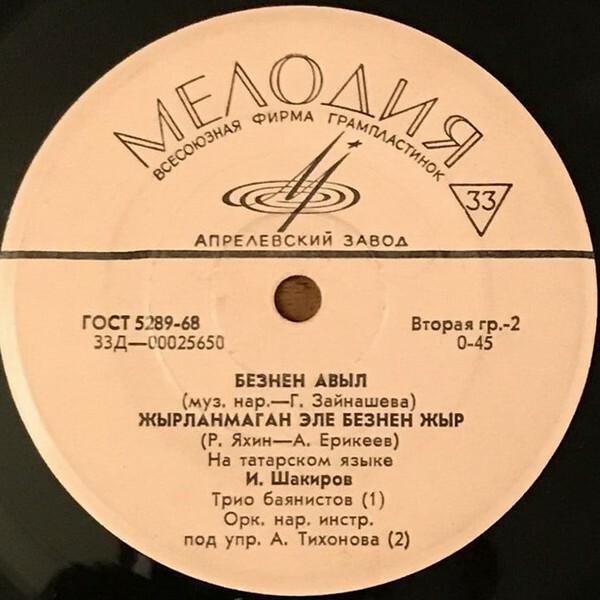 МЕЛОДИЯ
ВСЕСОЮЗНАЯ ФИРМА ГРАМПЛАСТИНОК
33
АПРЕЛЕВСКИЙ ЗАВОД
ГОСТ 5289-68
33Д—00025650
Вторая гр.-2
0-45
БЕЗНЕН АВЫЛ
(муз. нар.—Г. Зайнашева)
ЖЫРЛАНМАГАН ЭЛЕ БЕЗНЕН ЖЫР
(Р. Яхин—А. Ерикеев)
На татарском языке
И. Шакиров
Трио баянистов (1)
Орк. нар. инстр.
под упр. А. Тихонова (2)